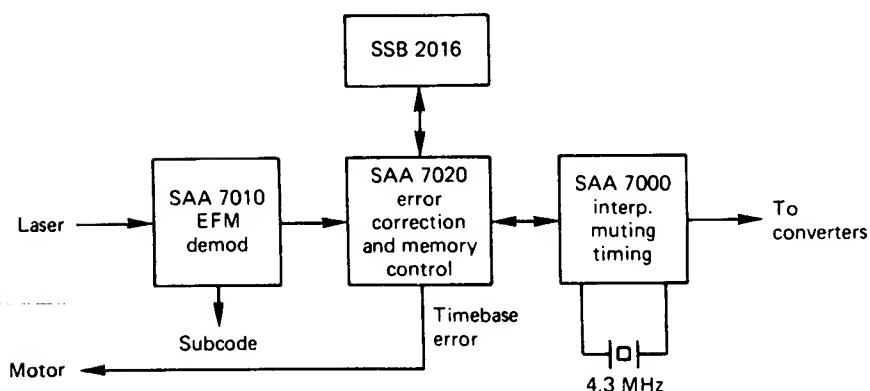 SSB 2016
SAA 7010
EFM
demod
SAA 7020
error
correction
and memory
control
SAA 7000
interp.
muting
timing
Laser
To
converters
Subcode
Timebase
error
Motor
4.3 MHz